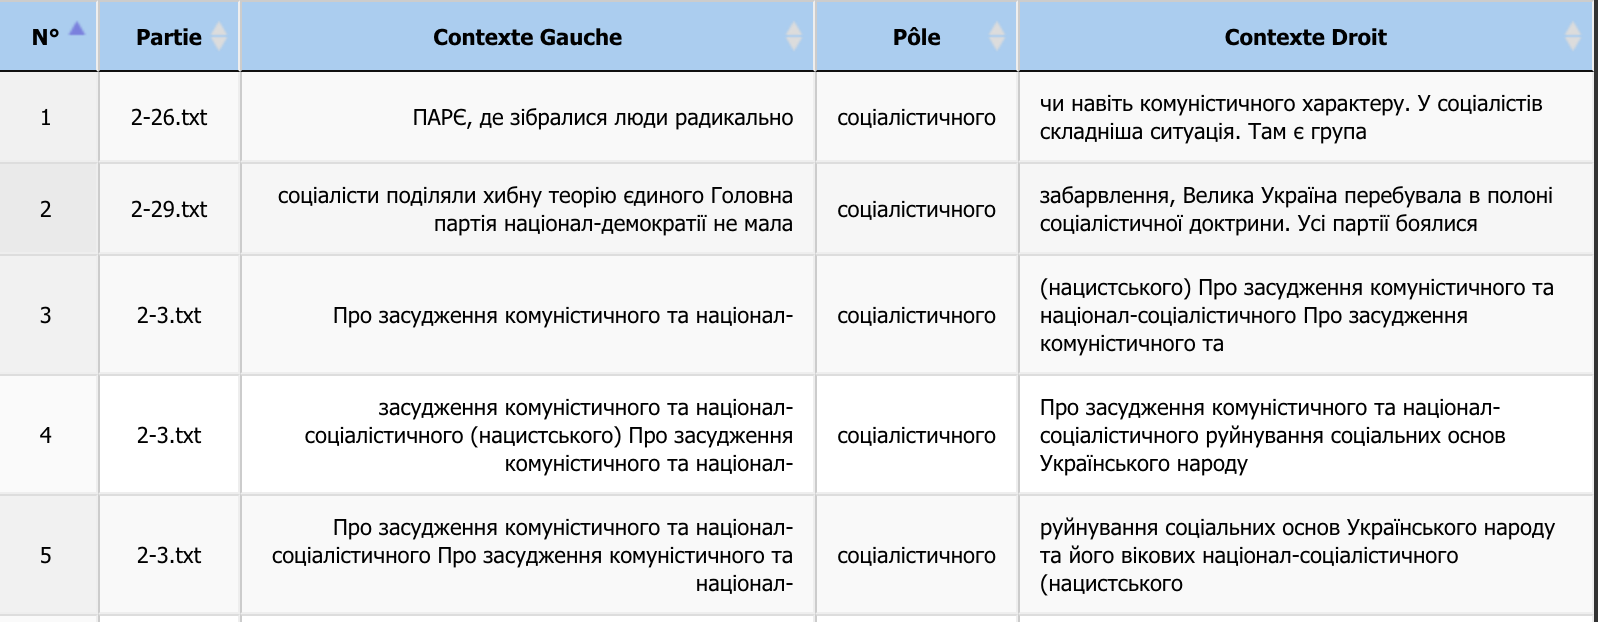 N° Partie Contexte Gauche Pôle Contexte Droit
1 2-26.txt ПАРЄ, де зібралися люди радикально соціалістичного чи навіть комуністичного характеру. У соціалістів
складніша ситуація. Там є група
2 2-29.txt соціалісти поділяли хибну теорію єдиного Головна
партія націонал-демократії не мала соціалістичного забарвлення, Велика Україна перебувала в полоні
соціалістичної доктрини. Усі партії боялися
3 2-3.txt Про засудження комуністичного та націонал- соціалістичного (нацистського) Про засудження комуністичного та
націонал-соціалістичного Про засудження
комуністичного та
4 2-3.txt засудження комуністичного та націонал-
соціалістичного (нацистського) Про засудження
комуністичного та націонал- соціалістичного Про засудження комуністичного та націонал-
соціалістичного руйнування соціальних основ
Українського народу
5 2-3.txt Про засудження комуністичного та націонал-
соціалістичного Про засудження комуністичного та
націонал- соціалістичного руйнування соціальних основ Українського народу
та його вікових націонал-соціалістичного
(нацистського